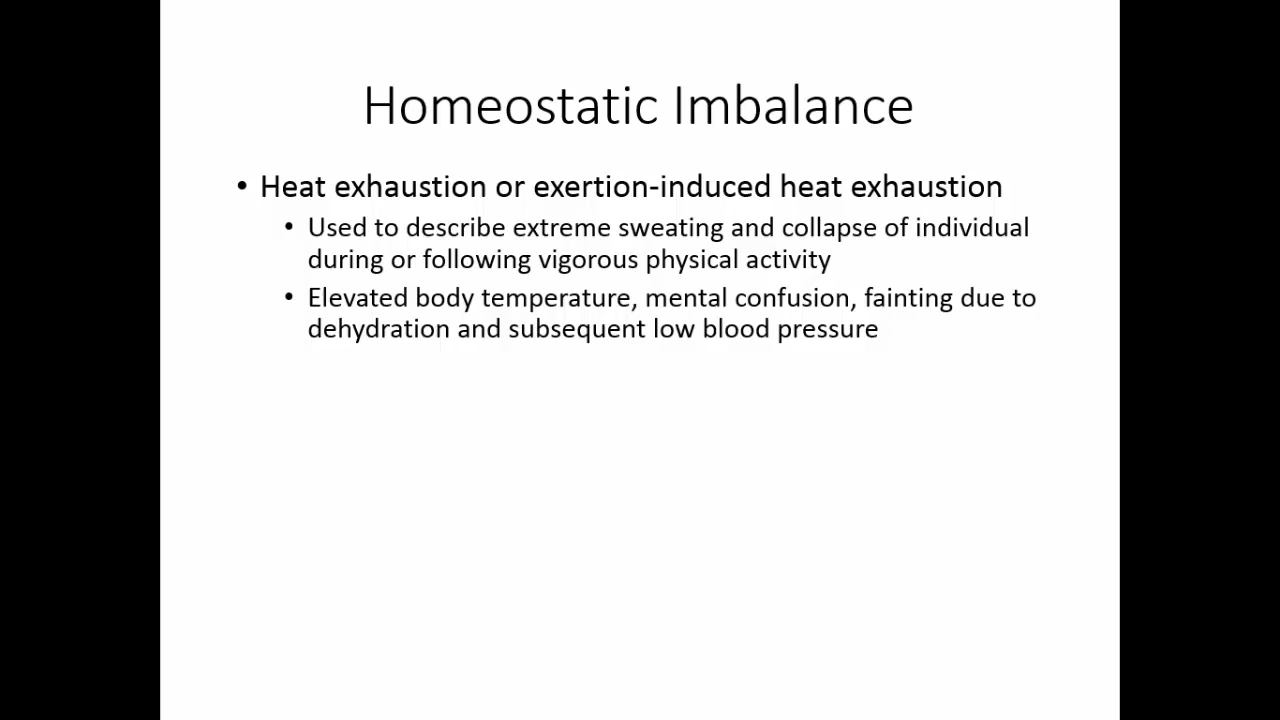 Homeostatic Imbalance
• Heat exhaustion or exertion-induced heat exhaustion
• Used to describe extreme sweating and collapse of individual
during or following vigorous physical activity
• Elevated body temperature, mental confusion, fainting due to
dehydration and subsequent low blood pressure